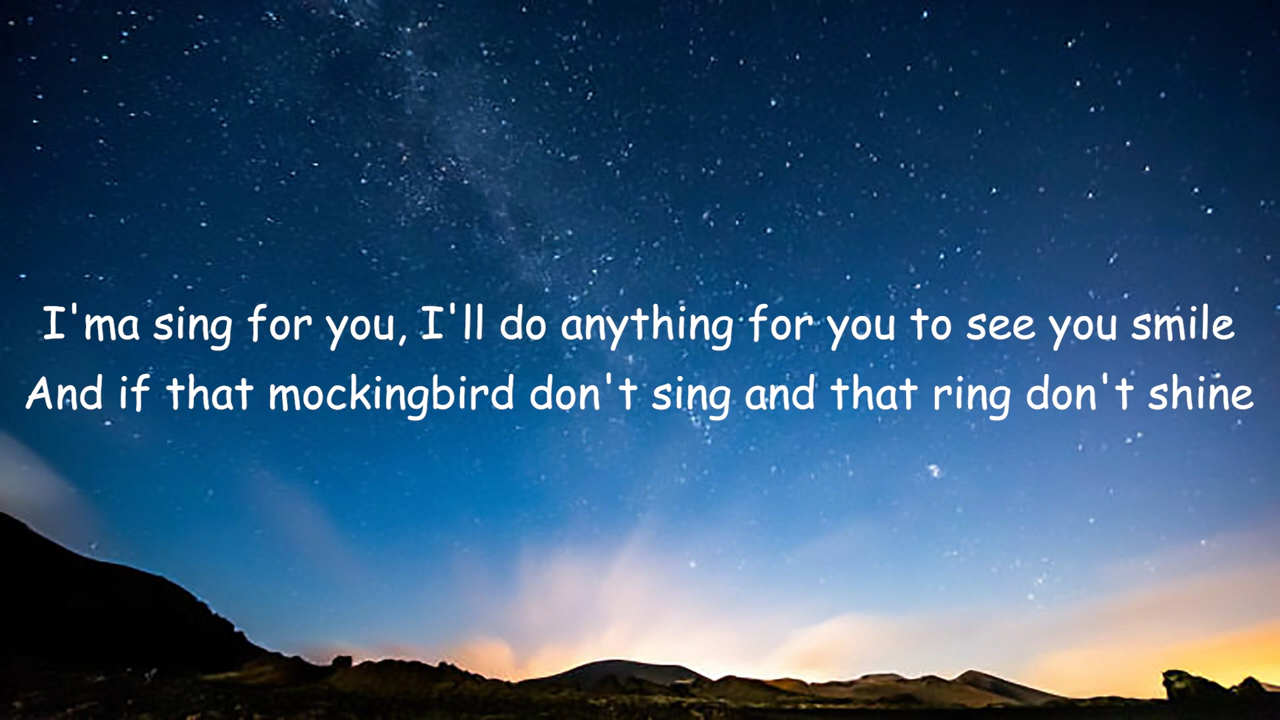 I'ma sing for you, I'll do anything for you to see you smile
And if that mockingbird don't sing and that ring don't shine